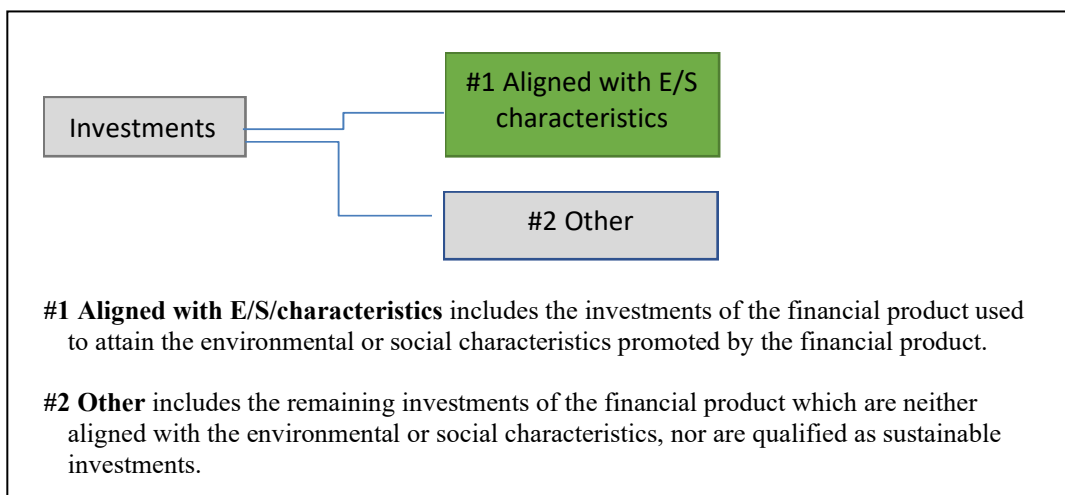 #1 Aligned with E/S
characteristics
Investments
#2 Other
#1 Aligned with E/S/characteristics includes the investments of the financial product used
to attain the environmental or social characteristics promoted by the financial product.
#2 Other includes the remaining investments of the financial product which are neither
aligned with the environmental or social characteristics, nor are qualified as sustainable
investments.